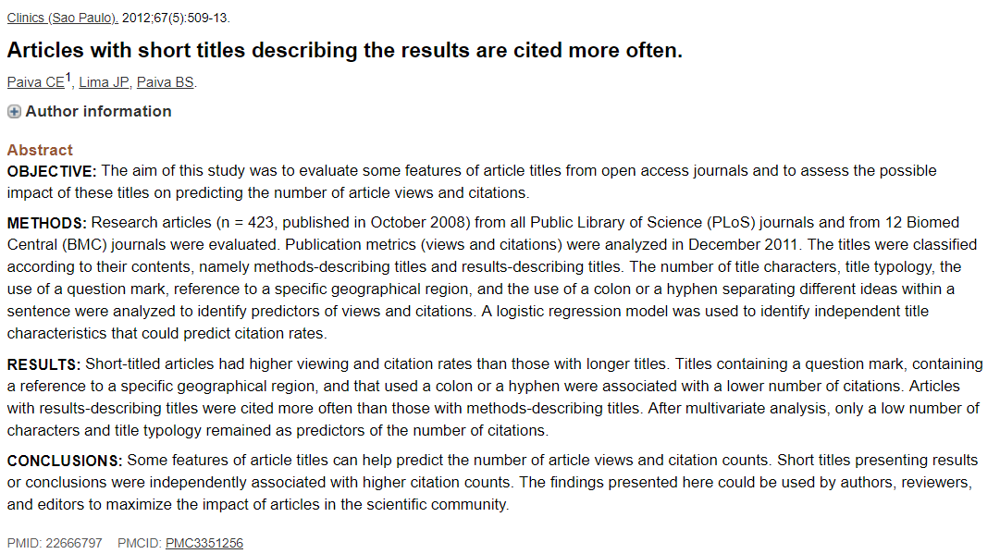 Clinics (Sao Paulo). 2012;67(5):509-13.
Articles with short titles describing the results are cited more often.
Paiva CE1, Lima JP, Paiva BS.
Author information
Abstract
OBJECTIVE: The aim of this study was to evaluate some features of article titles from open access journals and to assess the possible
impact of these titles on predicting the number of article views and citations.
METHODS: Research articles (n = 423, published in October 2008) from all Public Library of Science (PLoS) journals and from 12 Biomed
Central (BMC) journals were evaluated. Publication metrics (views and citations) were analyzed in December 2011. The titles were classified
according to their contents, namely methods-describing titles and results-describing titles. The number of title characters, title typology, the
use of a question mark, reference to a specific geographical region, and the use of a colon or a hyphen separating different ideas within a
sentence were analyzed to identify predictors of views and citations. A logistic regression model was used to identify independent title
characteristics that could predict citation rates.
RESULTS: Short-titled articles had higher viewing and citation rates than those with longer titles. Titles containing a question mark, containing
a reference to a specific geographical region, and that used a colon or a hyphen were associated with a lower number of citations. Articles
with results-describing titles were cited more often than those with methods-describing titles. After multivariate analysis, only a low number of
characters and title typology remained as predictors of the number of citations.
CONCLUSIONS: Some features of article titles can help predict the number of article views and citation counts. Short titles presenting results
or conclusions were independently associated with higher citation counts. The findings presented here could be used by authors, reviewers,
and editors to maximize the impact of articles in the scientific community.
PMID: 22666797 PMCID: PMC3351256